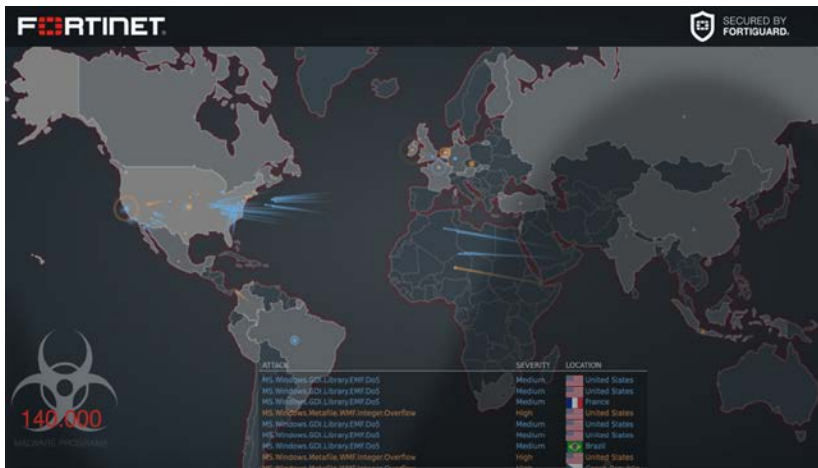 FORTINET
SECURED BY
FORTIGUARD.
ATTACK SEVERITY LOCATION
MS.Windows.GDI.Library.EMF.DoS Medium United States
MS.Windows.GDI.Library.EMF.DoS Medium United States
MS.Windows.GDI.Library.EMF.DoS Medium France
MS.Windows.Metafile.WMF.Integer.Overflow High United States
MS.Windows.GDI.Library.EMF.DoS Medium United States
MS.Windows.GDI.Library.EMF.DoS Medium United States
MS.Windows.GDI.Library.EMF.DoS Medium Brazil
MS.Windows.Metafile.WMF.Integer.Overflow High United States
140.000
MALWARE PROGRAMS